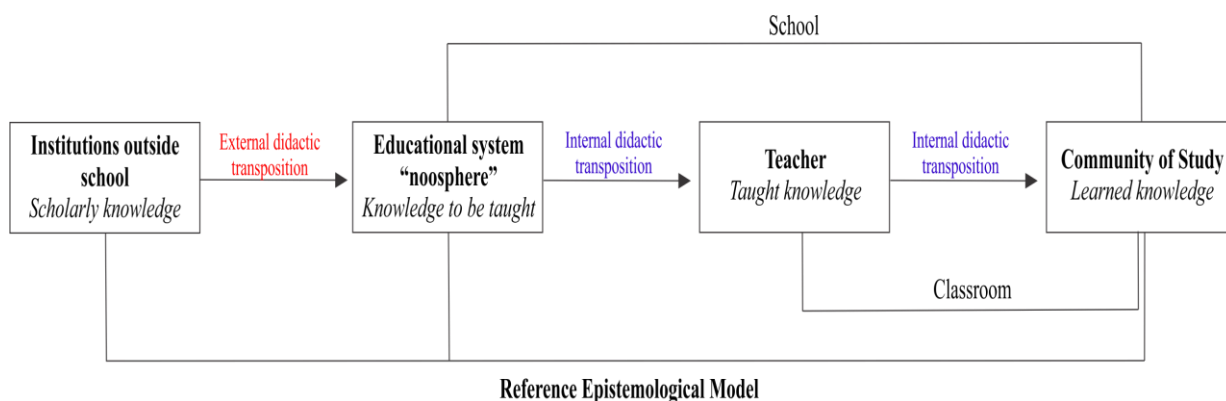 School
Institutions outside
school
Scholarly knowledge
External didactic
transposition
Educational system
“noosphere”
Knowledge to be taught
Internal didactic
transposition
Teacher
Taught knowledge
Internal didactic
transposition
Community of Study
Learned knowledge
Classroom
Reference Epistemological Model